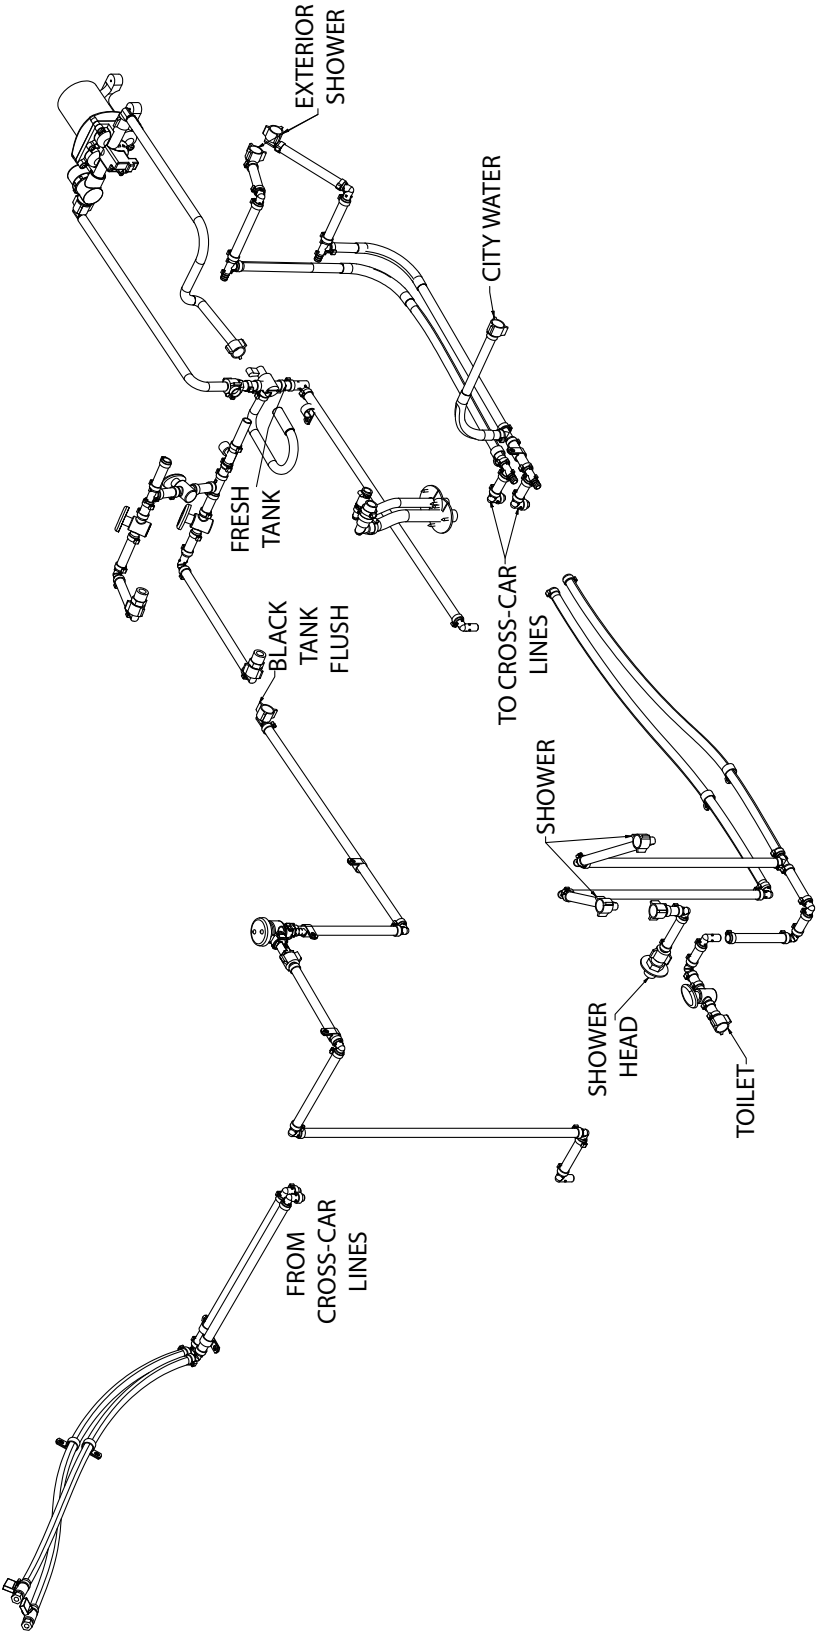 EXTERIOR
SHOWER
CITY WATER
FRESH
TANK
BLACK
TANK
FLUSH
TO CROSS-CAR
LINES
SHOWER
SHOWER
HEAD
TOILET
FROM
CROSS-CAR
LINES